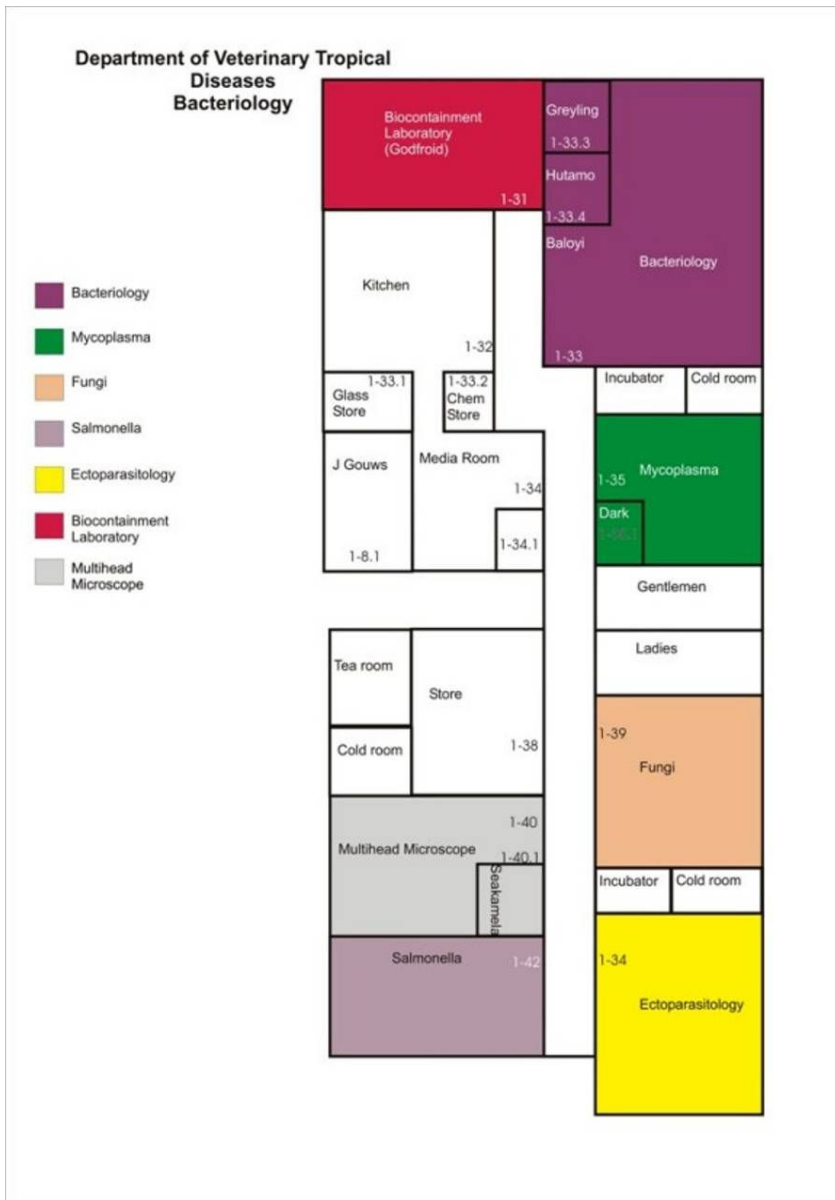 Department of Veterinary Tropical
Diseases
Bacteriology
Bacteriology
Mycoplasma
Fungi
Salmonella
Ectoparasitology
Biocontainment
Laboratory
Multihead
Microscope
Biocontainment
Laboratory
(Godfroid)
1-31
Greyling
1-33.3
Hutamo
1-33.4
Baloyi
Bacteriology
1-33
Kitchen
1-32
1-33.1
Glass
Store
1-33.2
Chem
Store
Incubator
Cold room
J Gouws
1-8.1
Media Room
1-34
1-34.1
1-35
Mycoplasma
Dark
Gentlemen
Ladies
Tea room
Store
1-38
Cold room
1-39
Fungi
1-40
Multihead Microscope
1-40.1
Seakamela
Incubator
Cold room
Salmonella
1-42
1-34
Ectoparasitology